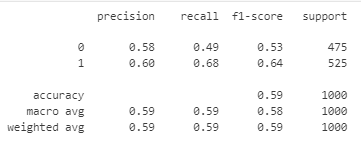 precision recall f1-score support
0 0.58 0.49 0.53 475
1 0.60 0.68 0.64 525
accuracy 0.59 1000
macro avg 0.59 0.59 0.58 1000
weighted avg 0.59 0.59 0.59 1000